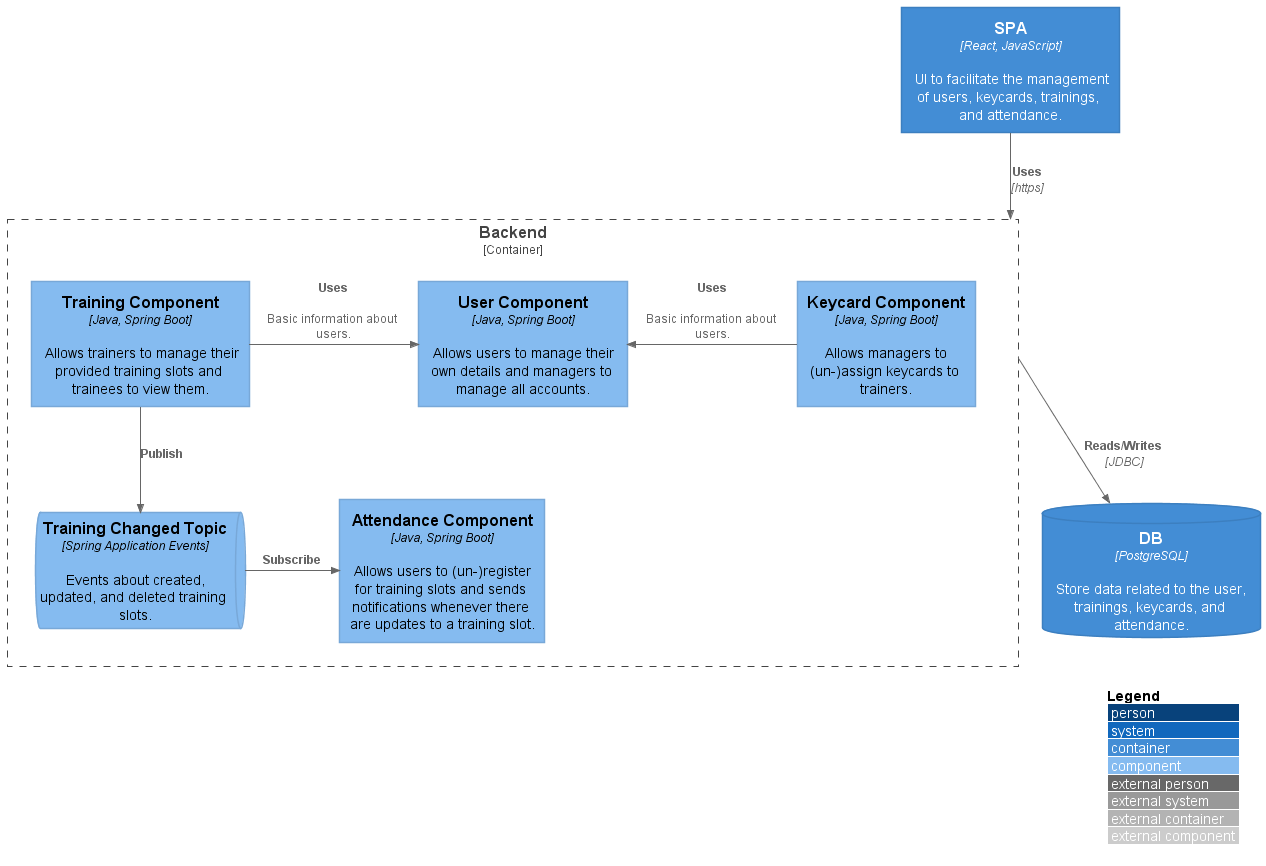 SPA
[React, JavaScript]
UI to facilitate the management
of users, keycards, trainings,
and attendance.
Uses
[https]
Backend
[Container]
Training Component
[Java, Spring Boot]
Allows trainers to manage their
provided training slots and
trainees to view them.
Uses
Basic information about
users.
User Component
[Java, Spring Boot]
Allows users to manage their
own details and managers to
manage all accounts.
Uses
Basic information about
users.
Keycard Component
[Java, Spring Boot]
Allows managers to
(un-)assign keycards to
trainers.
Publish
Reads/Writes
[JDBC]
Training Changed Topic
[Spring Application Events]
Events about created,
updated, and deleted training
slots.
Subscribe
Attendance Component
[Java, Spring Boot]
Allows users to (un-)register
for training slots and sends
notifications whenever there
are updates to a training slot.
DB
[PostgreSQL]
Store data related to the user,
trainings, keycards, and
attendance.
Legend
person
system
container
component
external person
external system
external container
external component